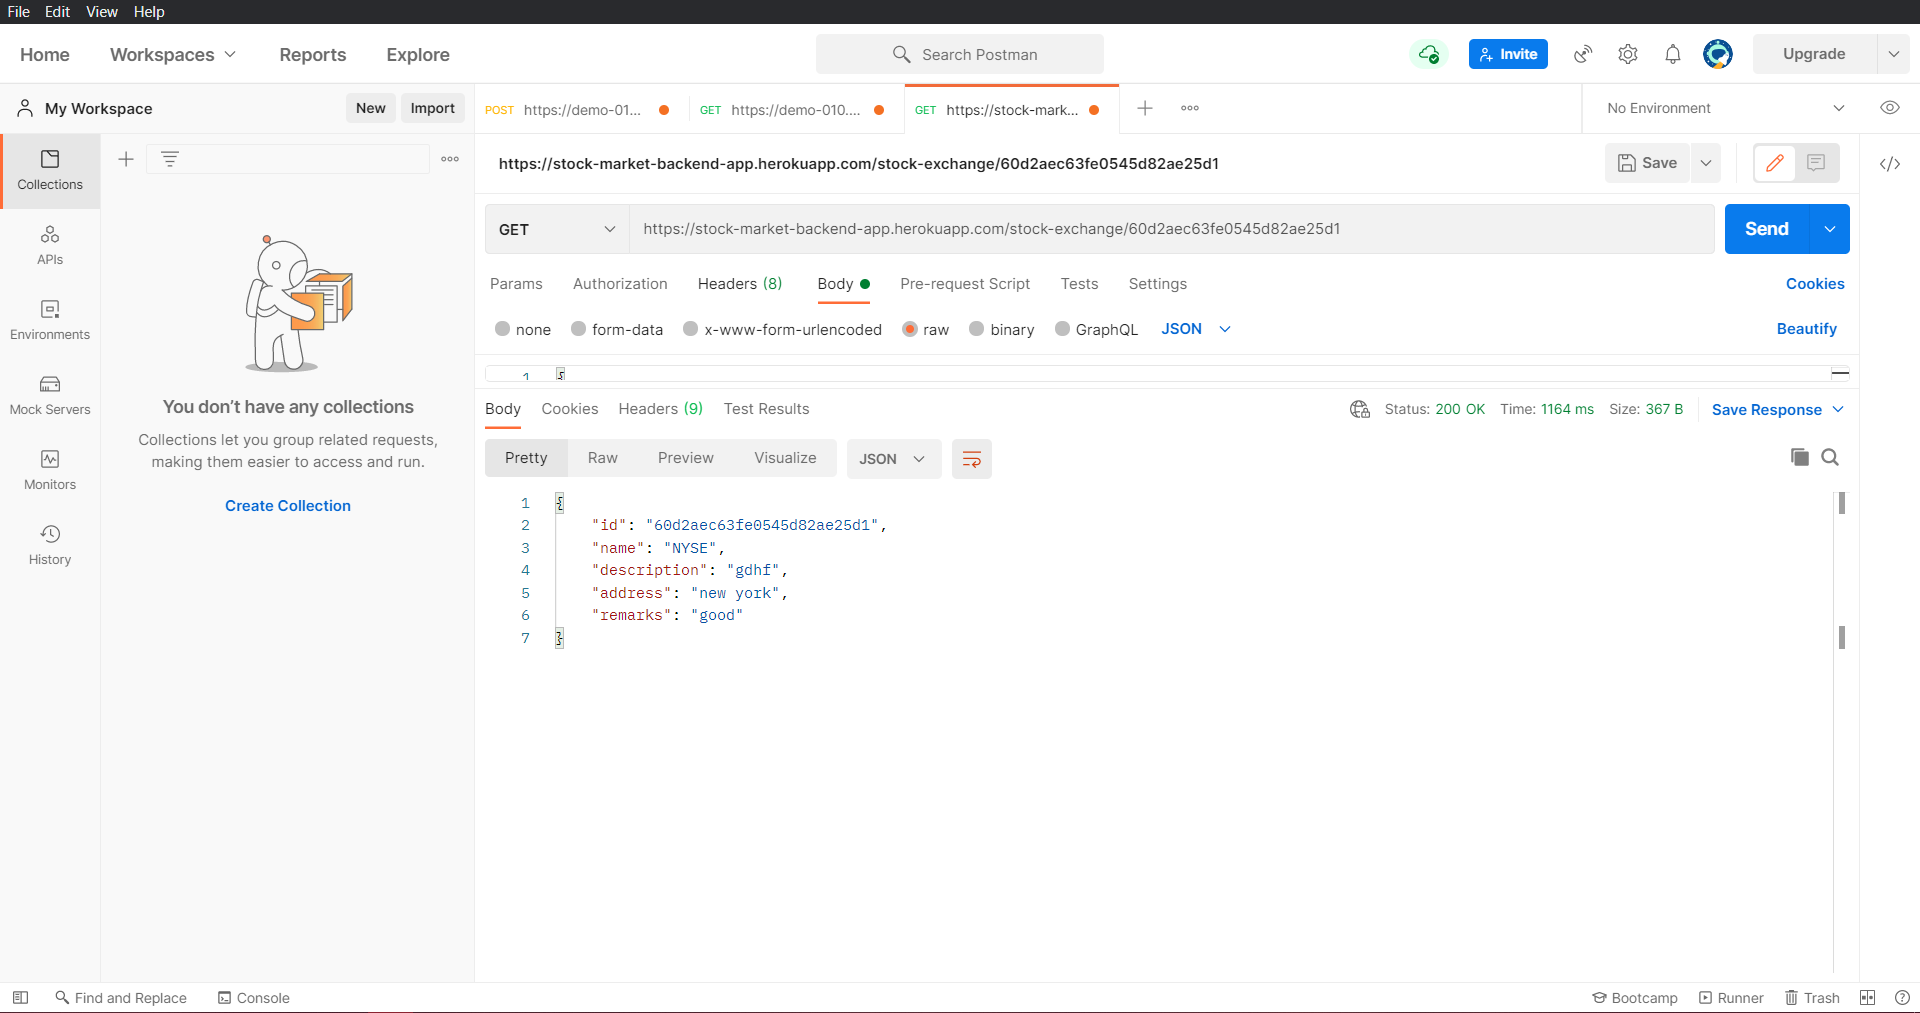 File Edit View Help
Home Workspaces Reports Explore Search Postman Invite Upgrade
My Workspace New Import POST https://demo-01... GET https://demo-010.... GET https://stock-mark... No Environment
https://stock-market-backend-app.herokuapp.com/stock-exchange/60d2aec63fe0545d82ae25d1 Save
Collections
GET https://stock-market-backend-app.herokuapp.com/stock-exchange/60d2aec63fe0545d82ae25d1 Send
APIs
Params Authorization Headers (8) Body Pre-request Script Tests Settings Cookies
Environments
none form-data x-www-form-urlencoded raw binary GraphQL JSON Beautify
1 {
Mock Servers
You don't have any collections
Collections let you group related requests,
making them easier to access and run.
Create Collection
Monitors
History
Body Cookies Headers (9) Test Results Status: 200 OK Time: 1164 ms Size: 367 B Save Response
Pretty Raw Preview Visualize JSON
1 {
2 "id": "60d2aec63fe0545d82ae25d1",
3 "name": "NYSE",
4 "description": "gdhf",
5 "address": "new york",
6 "remarks": "good"
7 }
Find and Replace Console Bootcamp Runner Trash